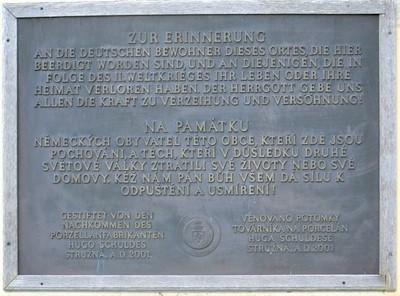 ZUR ERINNERUNG
AN DIE DEUTSCHEN BEWOHNER DIESES ORTES, DIE HIER
BEERDIGT WORDEN SIND, UND AN DIEJENIGEN, DIE IN
FOLGE DES II. WELTKRIEGES IHR LEBEN ODER IHRE
HEIMAT VERLOREN HABEN. DER HERRGOTT GEBE UNS
ALLEN DIE KRAFT ZU VERZEIHUNG UND VERSÖHNUNG!
NA PAMÁTKU
NĚMECKÝCH OBYVATEL TÉTO OBCE, KTEŘÍ ZDE JSOU
POCHOVÁNI, A TĚCH, KTEŘÍ V DŮSLEDKU DRUHÉ
SVĚTOVÉ VÁLKY ZTRATILI SVÉ ŽIVOTY NEBO SVÉ
DOMOVY. KÉŽ NÁM PÁN BŮH VŠEM DÁ SÍLU K
ODPUŠTĚNÍ A USMÍŘENÍ!
GESTIFTET VON DEN
NACHKOMMEN DES
PORZELLANFABRIKANTEN
HUGO SCHULDES
STRUŽNÁ, A.D. 2001.
VĚNOVÁNO POTOMKY
TOVÁRNÍKA NA PORCELÁN
HUGA SCHULDESE
STRUŽNÁ, A.D. 2001